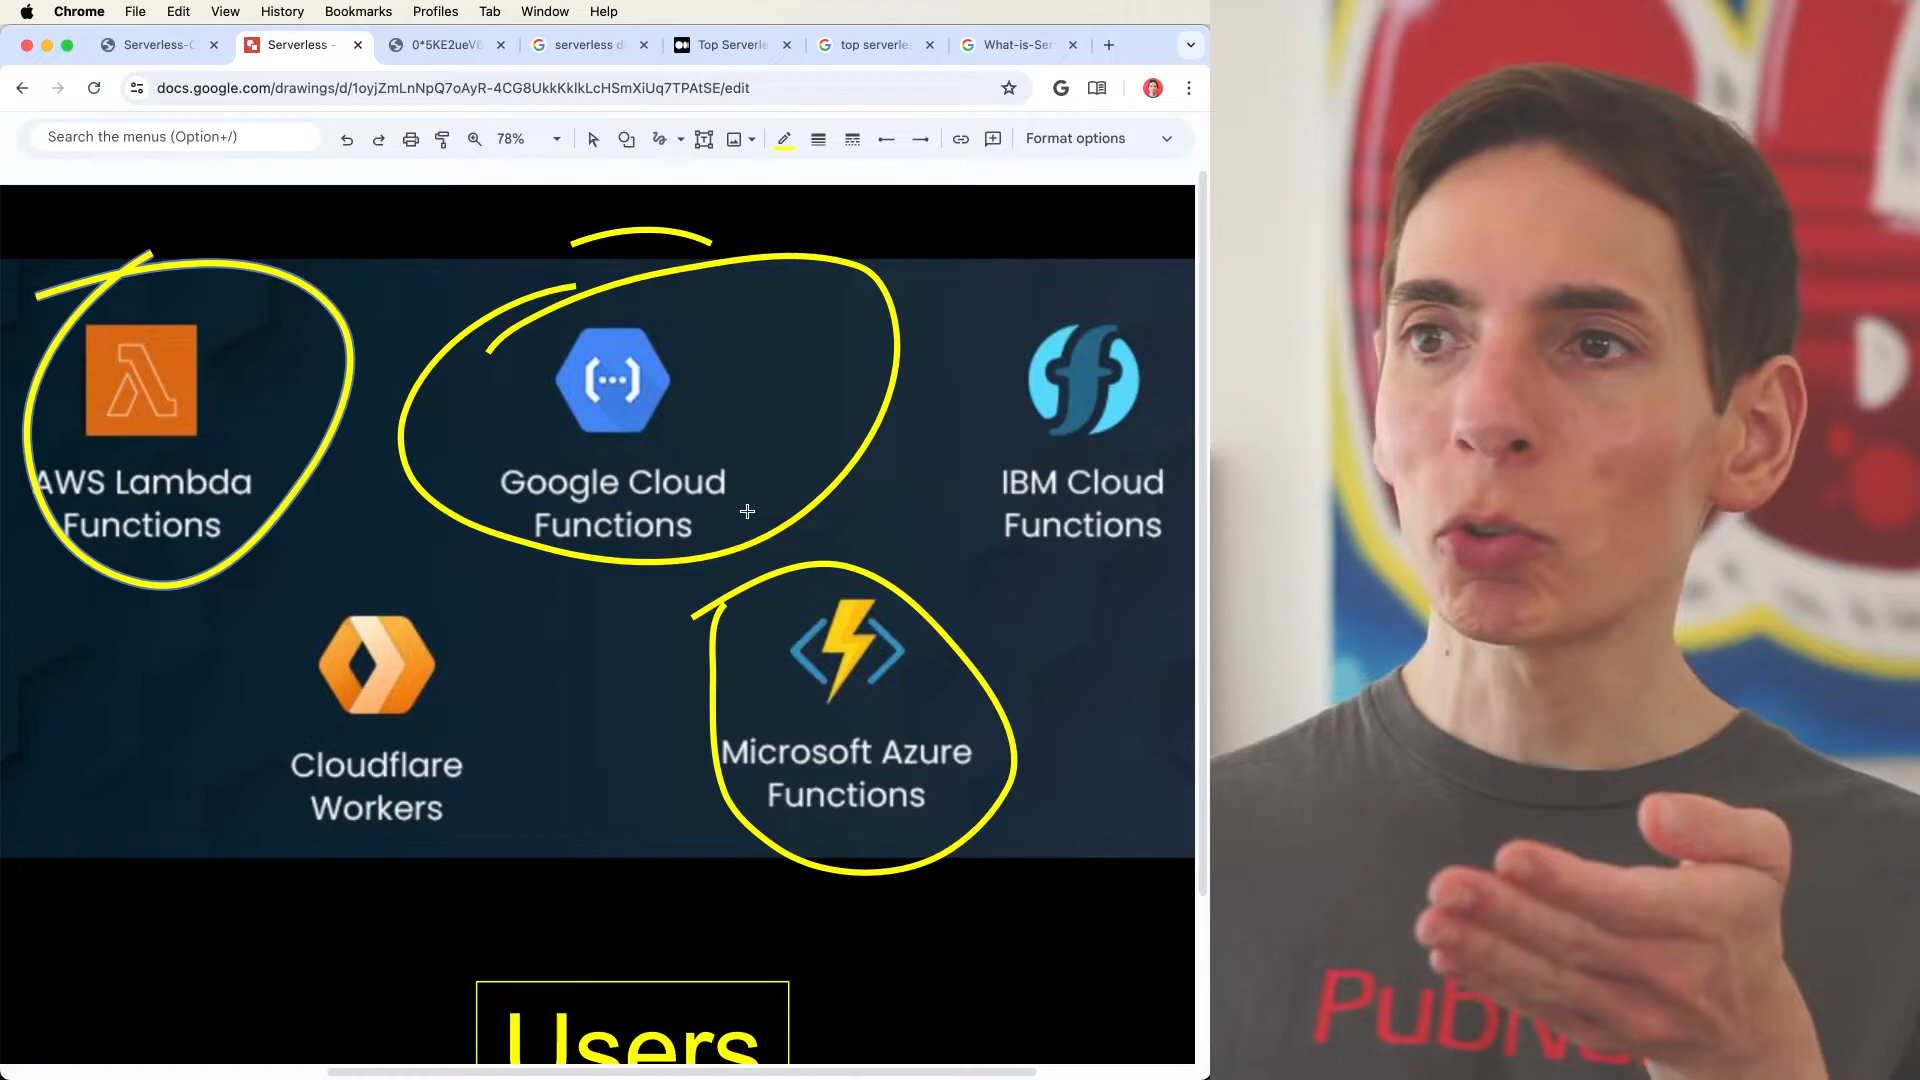 Chrome File Edit View History Bookmarks Profiles Tab Window Help
Serverless-C Serverless - 0*5KE2ueV6 serverless d Top Serverle top serverle What-is-Ser
docs.google.com/drawings/d/1oyjZmLnNpQ7oAyR-4CG8UkkKklkLcHSmXiUq7TPAtSE/edit
Search the menus (Option+/) 78% Format options
AWS Lambda
Functions
Google Cloud
Functions
IBM Cloud
Functions
Cloudflare
Workers
Microsoft Azure
Functions
Users